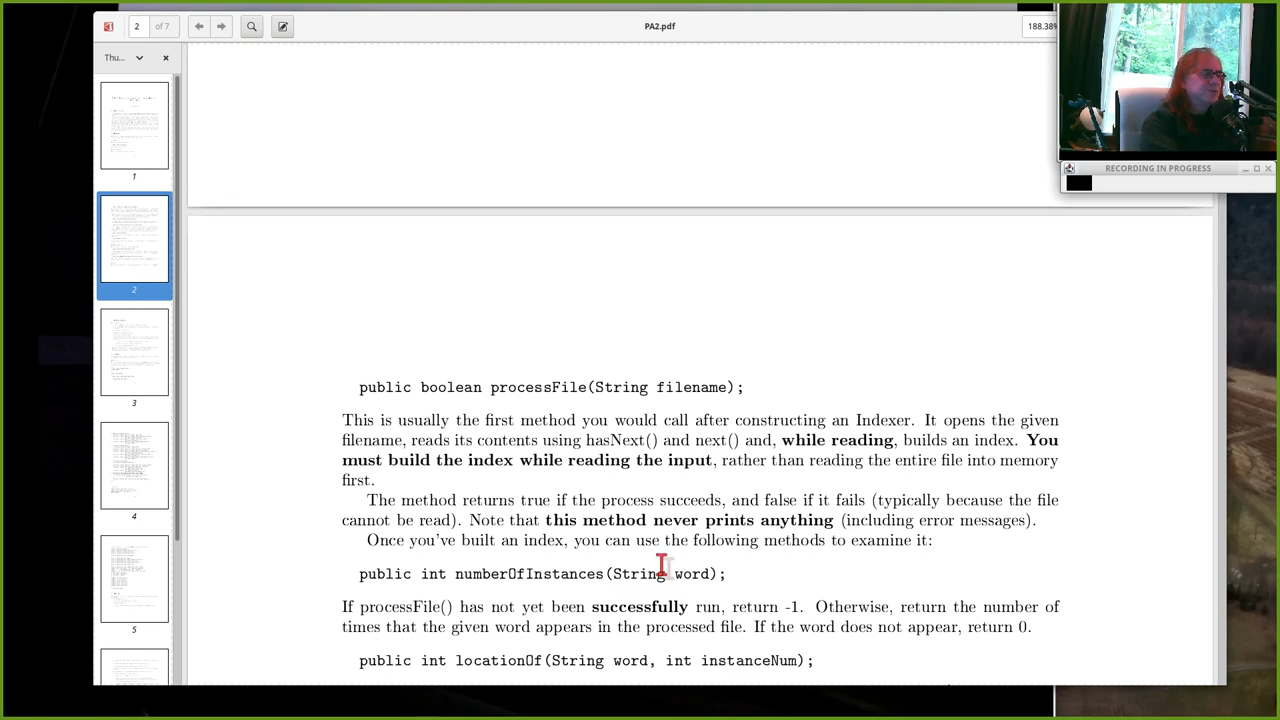 2
of 7
PA2.pdf
188.38%
Thu...
RECORDING IN PROGRESS
1
2
3
4
5
public boolean processFile(String filename);
This is usually the first method you would call after constructing an Indexer. It opens the given
filename, reads its contents using hasNext() and next() and, while reading, builds an index. You
must build the index while reading the input, rather than reading the entire file into memory
first.
The method returns true if the process succeeds, and false if it fails (typically because the file
cannot be read). Note that this method never prints anything (including error messages).
Once you've built an index, you can use the following methods to examine it:
public int numberOfInstances(String word);
If processFile() has not yet been successfully run, return -1. Otherwise, return the number of
times that the given word appears in the processed file. If the word does not appear, return 0.
public int locationOf(String word, int instanceNum);